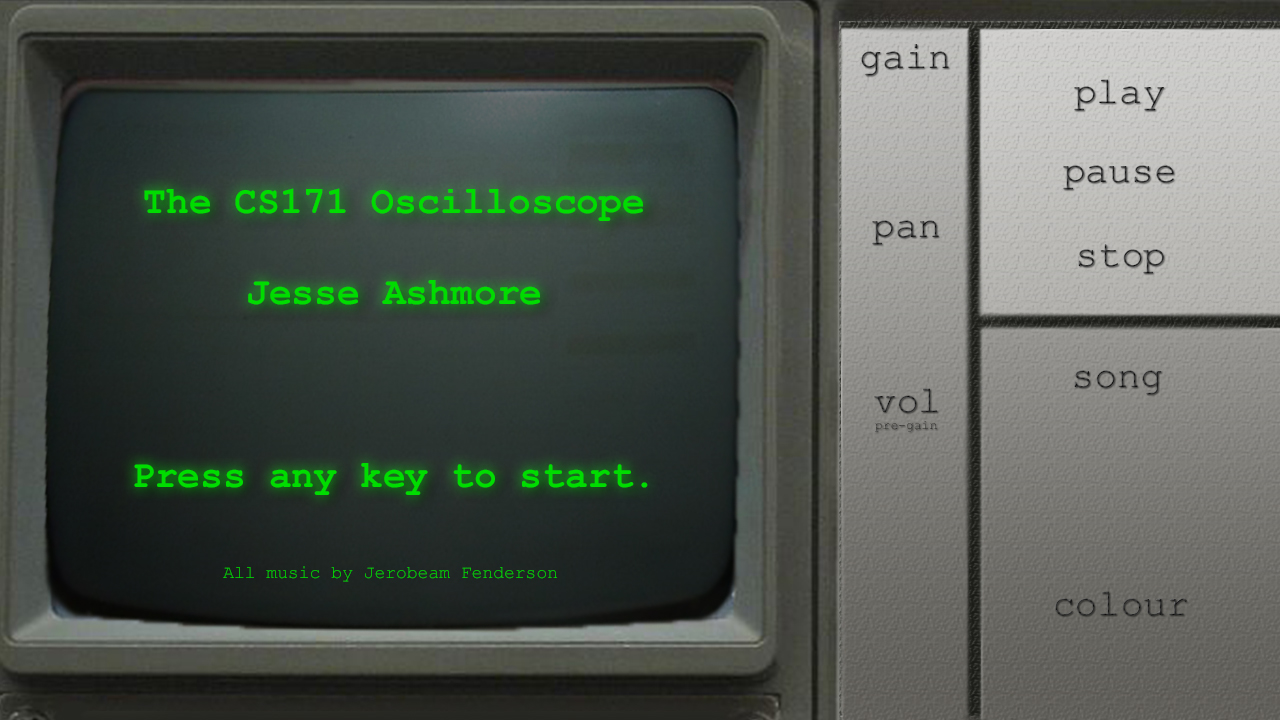 The CS171 Oscilloscope
Jesse Ashmore
Press any key to start.
All music by Jerobeam Fenderson
gain
pan
vol
pre-gain
play
pause
stop
song
colour